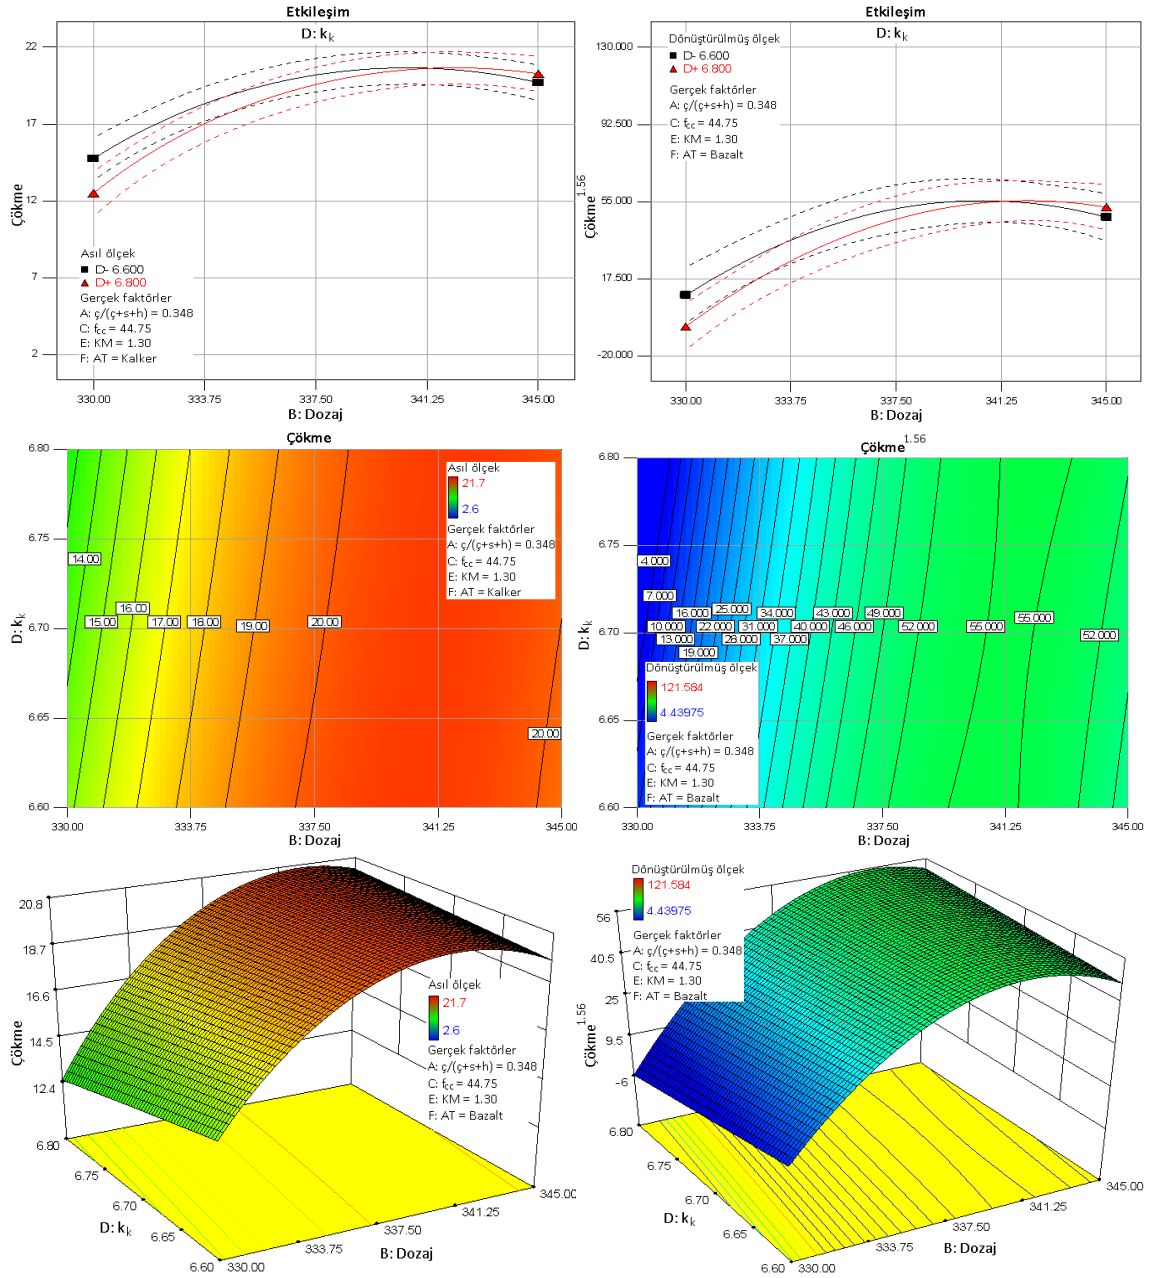 Etkileşim
D: kk
22
17
12
7
2
Çökme
Asıl ölçek
D- 6.600
D+ 6.800
Gerçek faktörler
A: ç/(ç+s+h) = 0.348
C: fcc = 44.75
E: KM = 1.30
F: AT = Kalker
330.00
333.75
337.50
341.25
345.00
B: Dozaj
Etkileşim
D: kk
Dönüştürülmüş ölçek
D- 6.600
D+ 6.800
Gerçek faktörler
A: ç/(ç+s+h) = 0.348
C: fcc = 44.75
E: KM = 1.30
F: AT = Bazalt
130.000
92.500
55.000
17.500
-20.000
Çökme 1.56
330.00
333.75
337.50
341.25
345.00
B: Dozaj
Çökme
6.80
6.75
6.70
6.65
6.60
D: kk
Asıl ölçek
21.7
2.6
Gerçek faktörler
A: ç/(ç+s+h) = 0.348
C: fcc = 44.75
E: KM = 1.30
F: AT = Kalker
14.00
15.00
16.00
17.00
18.00
19.00
20.00
20.00
330.00
333.75
337.50
341.25
345.00
B: Dozaj
Çökme 1.56
6.80
6.75
6.70
6.65
6.60
D: kk
4.000
7.000
10.000
13.000
16.000
19.000
22.000
25.000
28.000
31.000
34.000
37.000
40.000
43.000
46.000
49.000
52.000
55.000
55.000
52.000
Dönüştürülmüş ölçek
121.584
4.43975
Gerçek faktörler
A: ç/(ç+s+h) = 0.348
C: fcc = 44.75
E: KM = 1.30
F: AT = Bazalt
330.00
333.75
337.50
341.25
345.00
B: Dozaj
20.8
18.7
16.6
14.5
12.4
Çökme
Asıl ölçek
21.7
2.6
Gerçek faktörler
A: ç/(ç+s+h) = 0.348
C: fcc = 44.75
E: KM = 1.30
F: AT = Bazalt
6.80
6.75
6.70
6.65
6.60
D: kk
330.00
333.75
337.50
341.25
345.00
B: Dozaj
Dönüştürülmüş ölçek
121.584
4.43975
Gerçek faktörler
A: ç/(ç+s+h) = 0.348
C: fcc = 44.75
E: KM = 1.30
F: AT = Bazalt
56
40.5
25
9.5
-6
Çökme 1.56
6.80
6.75
6.70
6.65
6.60
D: kk
330.00
333.75
337.50
341.25
345.00
B: Dozaj